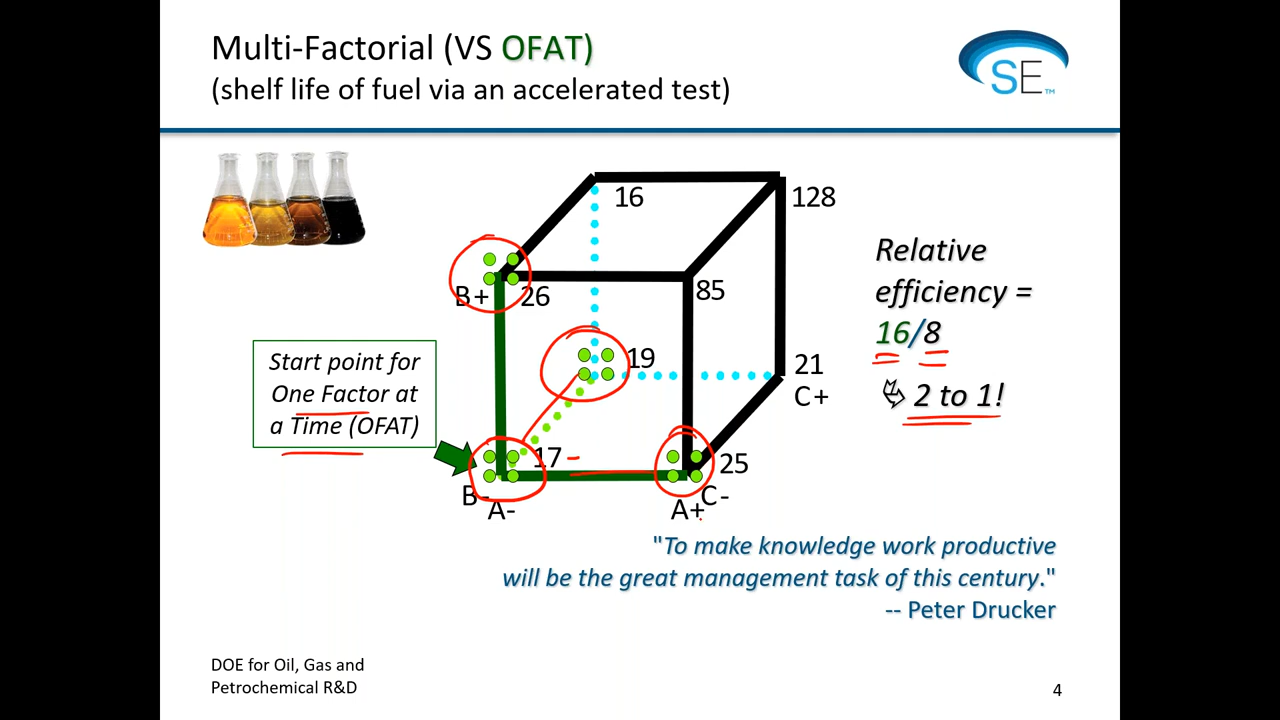 Multi-Factorial (VS OFAT)
(shelf life of fuel via an accelerated test)
SE™
16
128
B+
26
85
Relative
efficiency =
16/8
2 to 1!
Start point for
One Factor at
a Time (OFAT)
19
21
C+
17
25
B-
A-
A+
C-
"To make knowledge work productive
will be the great management task of this century."
-- Peter Drucker
DOE for Oil, Gas and
Petrochemical R&D
4